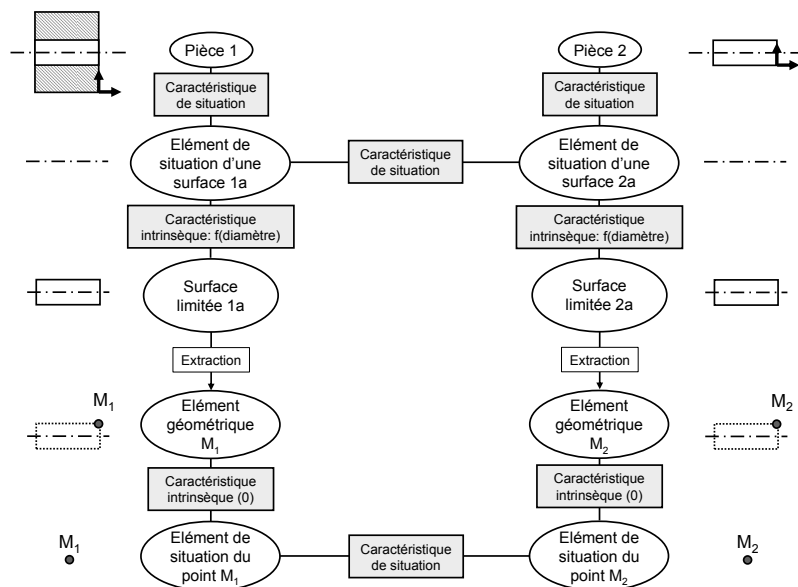 Pièce 1
Pièce 2
Caractéristique
de situation
Caractéristique
de situation
Elément de
situation d'une
surface 1a
Caractéristique
de situation
Elément de
situation d'une
surface 2a
Caractéristique
intrinsèque: f(diamètre)
Caractéristique
intrinsèque: f(diamètre)
Surface
limitée 1a
Surface
limitée 2a
Extraction
Extraction
M1
Elément
géométrique
M1
Elément
géométrique
M2
M2
Caractéristique
intrinsèque (0)
Caractéristique
intrinsèque (0)
M1
Elément de
situation du
point M1
Caractéristique
de situation
Elément de
situation du
point M2
M2